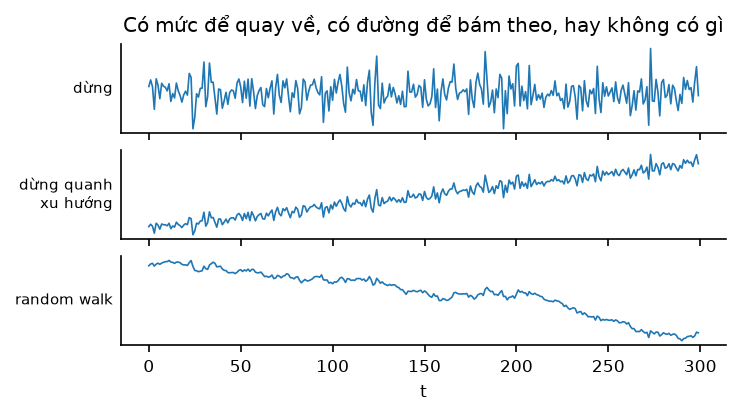 Có mức để quay về, có đường để bám theo, hay không có gì
dừng
dừng quanh
xu hướng
random walk
0 50 100 150 200 250 300
t